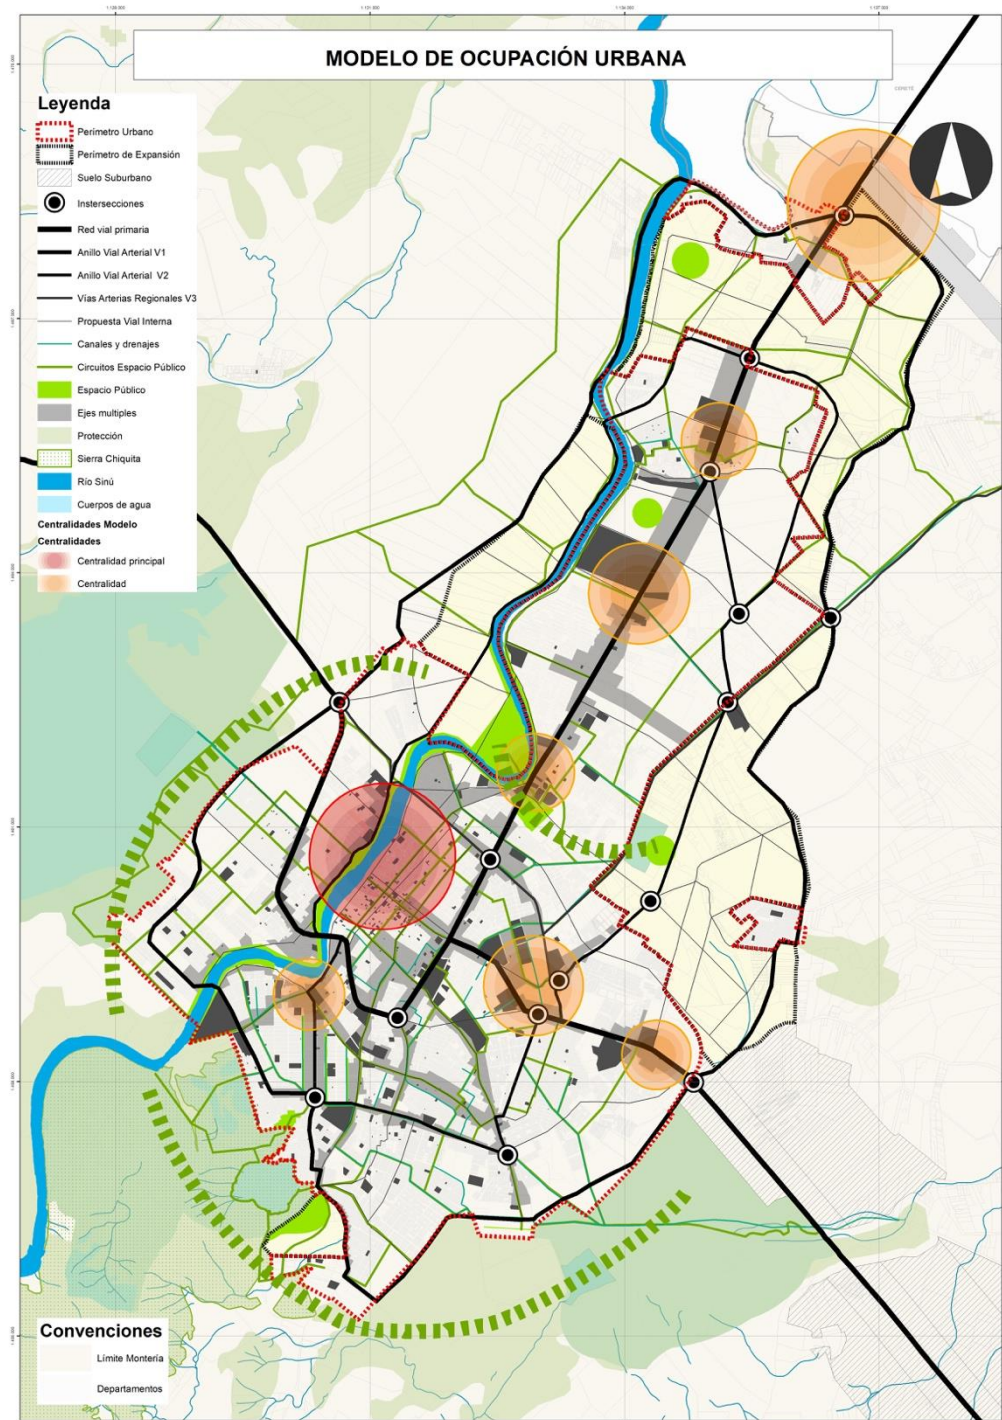 MODELO DE OCUPACIÓN URBANA
Leyenda
Perímetro Urbano
Perimetro de Expansión
Suelo Suburbano
Instersecciones
Red vial primaria
Anillo Vial Arterial V1
Anillo Vial Arterial V2
Vías Arterias Regionales V3
Propuesta Vial Interna
Canales y drenajes
Circuitos Espacio Público
Espacio Público
Ejes multiples
Protección
Sierra Chiquita
Río Sinú
Cuerpos de agua
Centralidades Modelo
Centralidades
Centralidad principal
Centralidad
Convenciones
Límite Montería
Departamentos